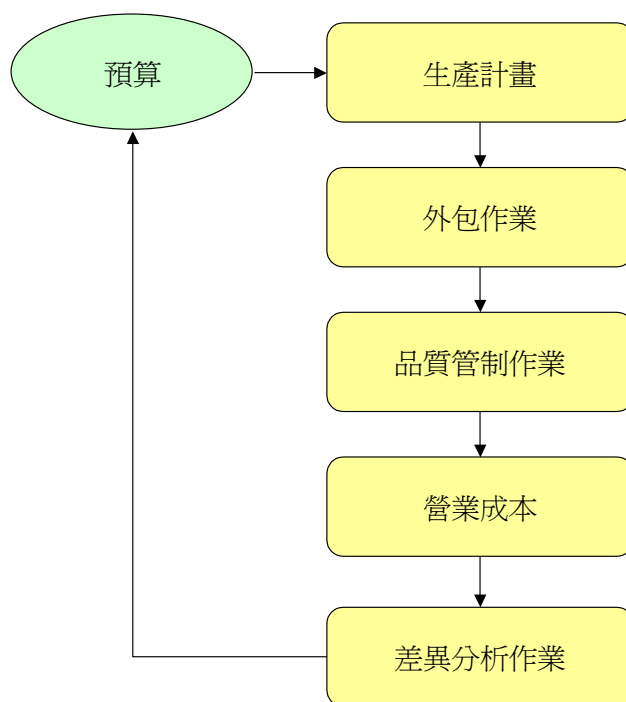 預算
生產計畫
外包作業
品質管制作業
營業成本
差異分析作業